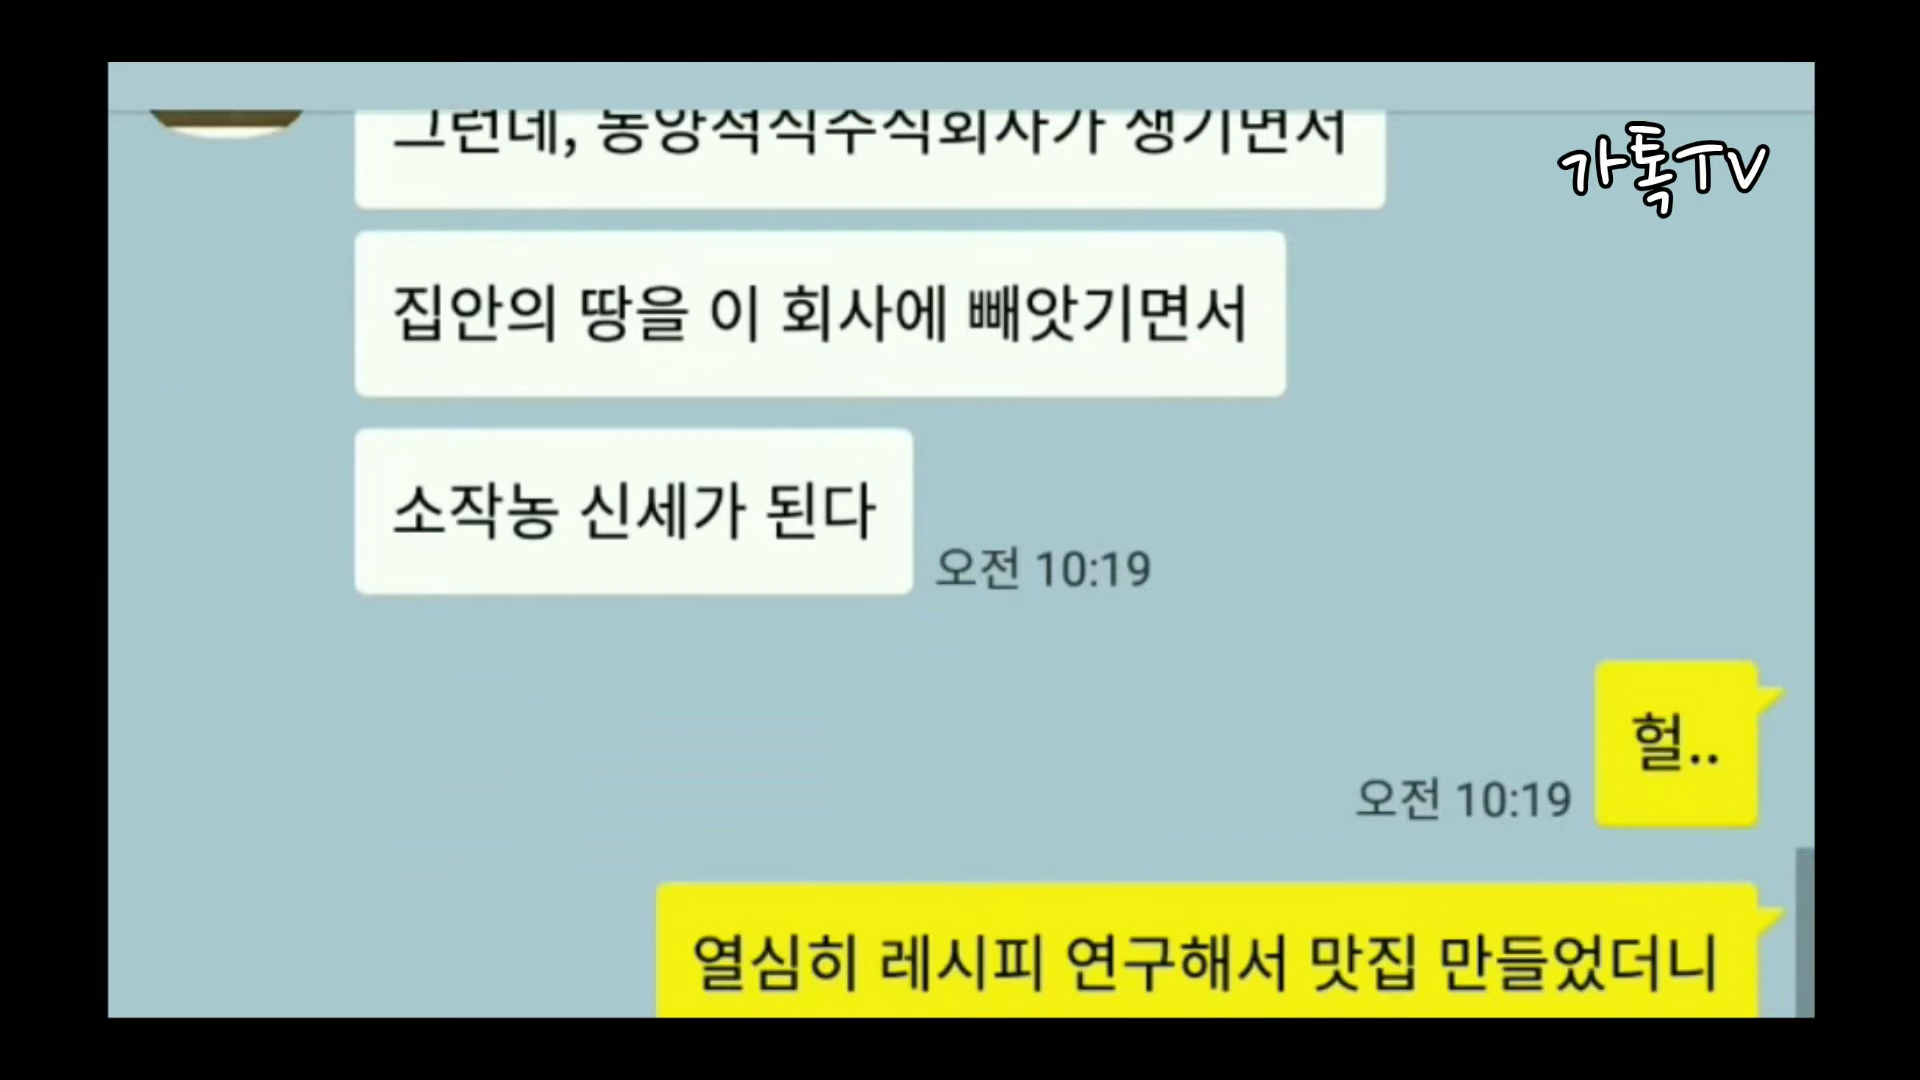 그런데, 동양척식주식회사가 생기면서
가톡TV
집안의 땅을 이 회사에 빼앗기면서
소작농 신세가 된다
오전 10:19
헐..
오전 10:19
열심히 레시피 연구해서 맛집 만들었더니